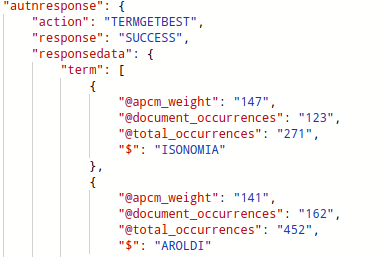 "autnresponse": {
"action": "TERMGETBEST",
"response": "SUCCESS",
"responsedata": {
"term": [
{
"@apcm_weight": "147",
"@document_occurrences": "123",
"@total_occurrences": "271",
"$": "ISONOMIA"
},
{
"@apcm_weight": "141",
"@document_occurrences": "162",
"@total_occurrences": "452",
"$": "AROLDI"